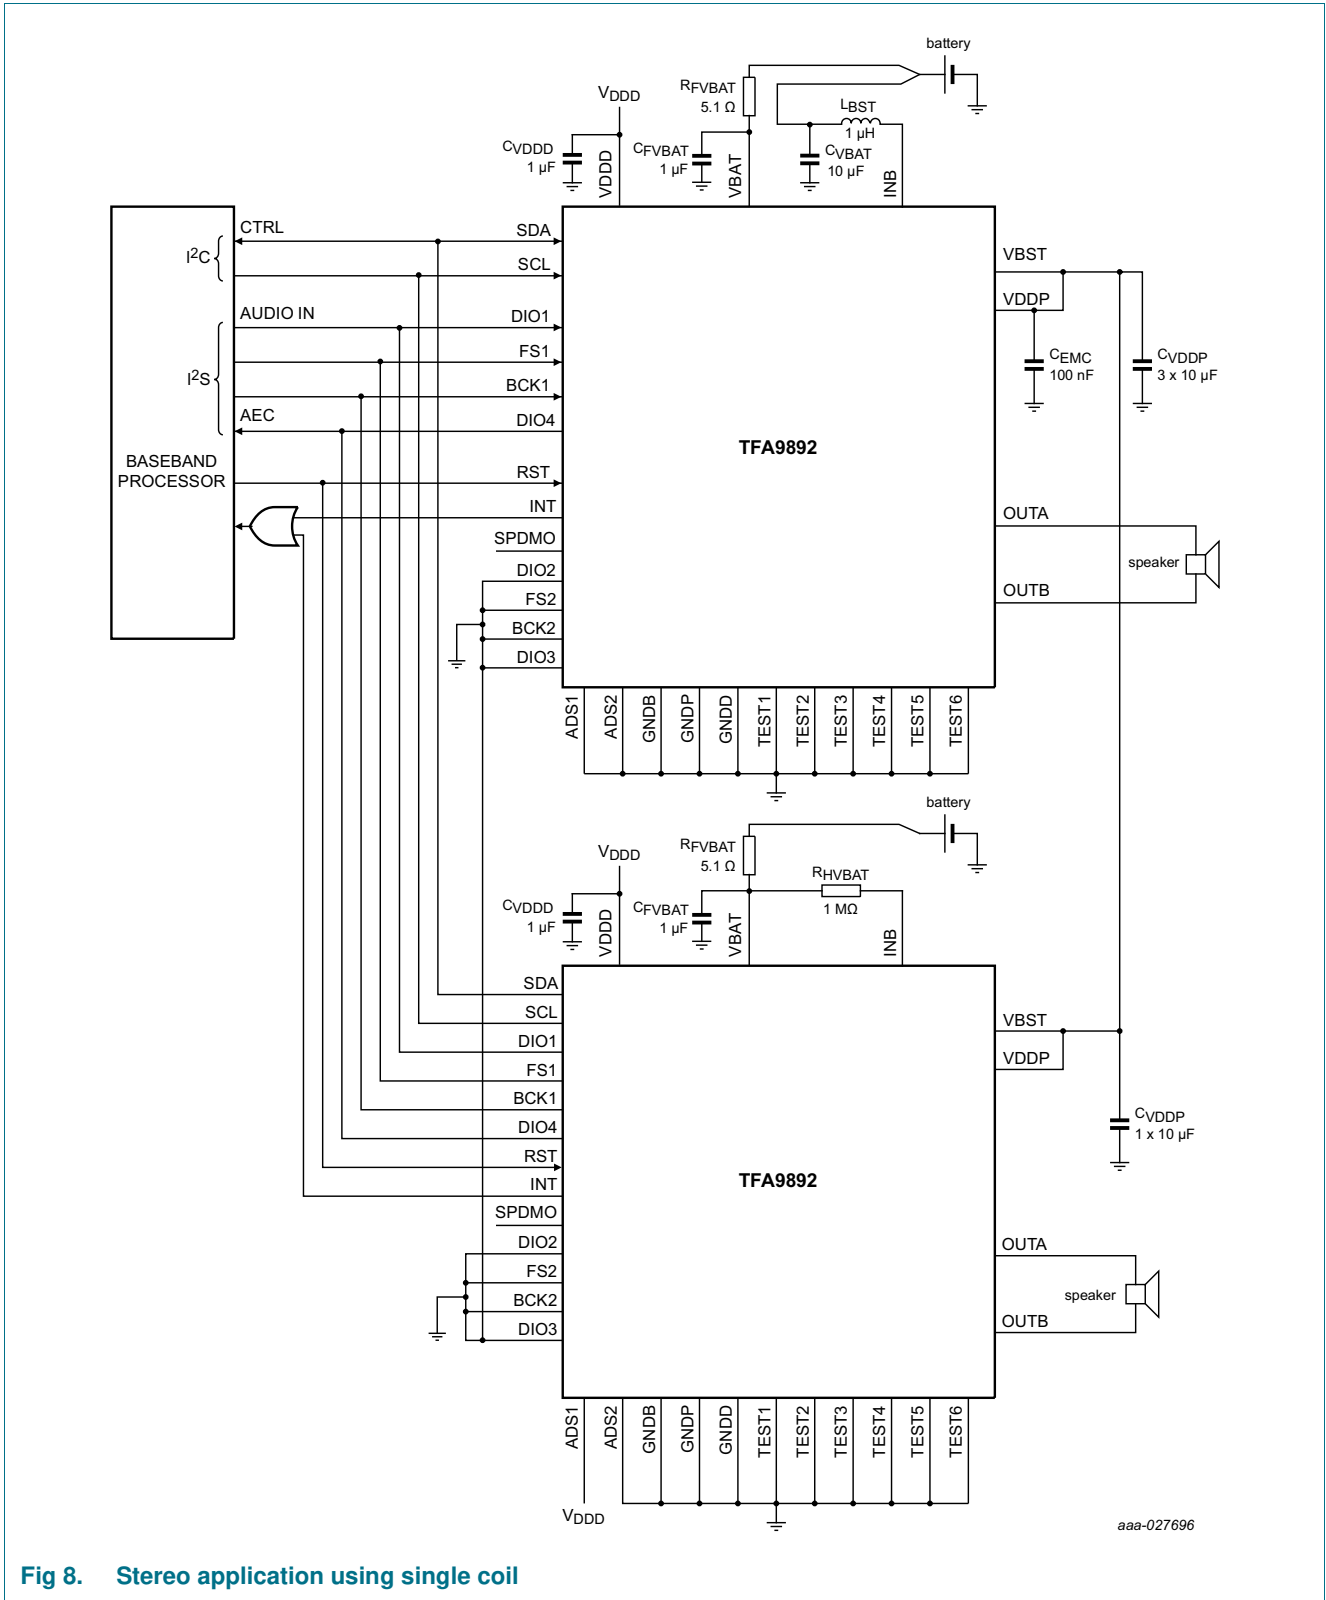 battery
RFVBAT
5.1 Ω
VDDD
LBST
1 µH
CVDDD
1 µF
VDDD
CFVBAT
1 µF
VBAT
CVBAT
10 µF
INB
CTRL
SDA
I2C
SCL
VBST
AUDIO IN
DIO1
VDDP
FS1
I2S
BCK1
CEMC
100 nF
CVDDP
3 x 10 µF
AEC
DIO4
TFA9892
BASEBAND
PROCESSOR
RST
INT
OUTA
SPDMO
speaker
DIO2
FS2
OUTB
BCK2
DIO3
ADS1
ADS2
GNDB
GNDP
GNDD
TEST1
TEST2
TEST3
TEST4
TEST5
TEST6
battery
RFVBAT
5.1 Ω
VDDD
RHVBAT
1 MΩ
CVDDD
1 µF
VDDD
CFVBAT
1 µF
VBAT
INB
SDA
SCL
VBST
DIO1
VDDP
FS1
BCK1
CVDDP
1 x 10 µF
DIO4
RST
TFA9892
INT
SPDMO
DIO2
OUTA
FS2
speaker
BCK2
OUTB
DIO3
ADS1
ADS2
GNDB
GNDP
GNDD
TEST1
TEST2
TEST3
TEST4
TEST5
TEST6
VDDD
aaa-027696
Fig 8. Stereo application using single coil